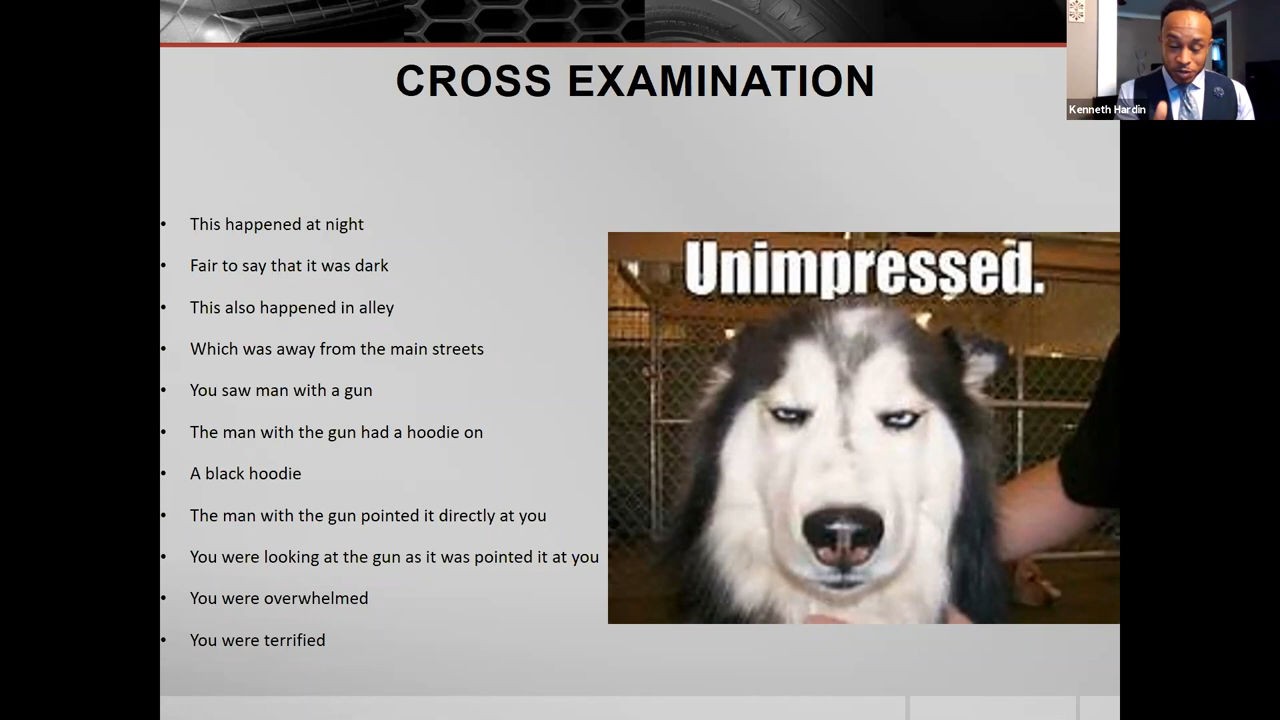 CROSS EXAMINATION
Kenneth Hardin
• This happened at night
• Fair to say that it was dark
• This also happened in alley
• Which was away from the main streets
• You saw man with a gun
• The man with the gun had a hoodie on
• A black hoodie
• The man with the gun pointed it directly at you
• You were looking at the gun as it was pointed it at you
• You were overwhelmed
• You were terrified
Unimpressed.